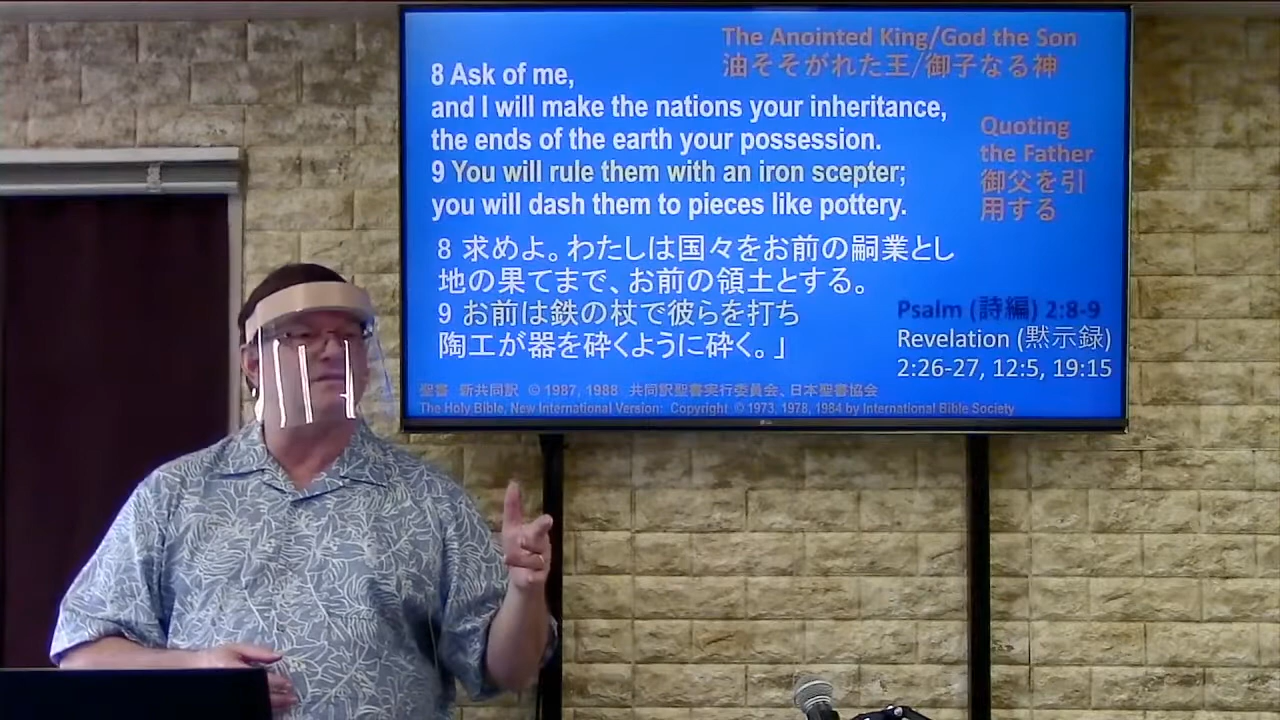 The Anointed King/God the Son
油そそがれた王/御子なる神
8 Ask of me,
and I will make the nations your inheritance,
the ends of the earth your possession.
9 You will rule them with an iron scepter;
you will dash them to pieces like pottery.
Quoting
the Father
御父を引
用する
8 求めよ。わたしは国々をお前の嗣業とし
地の果てまで、お前の領土とする。
9 お前は鉄の杖で彼らを打ち
陶工が器を砕くように砕く。」
Psalm (詩編) 2:8-9
Revelation (黙示録)
2:26-27, 12:5, 19:15
聖書 新共同訳 © 1987, 1988 共同訳聖書実行委員会、日本聖書協会
The Holy Bible, New International Version: Copyright © 1973, 1978, 1984 by International Bible Society